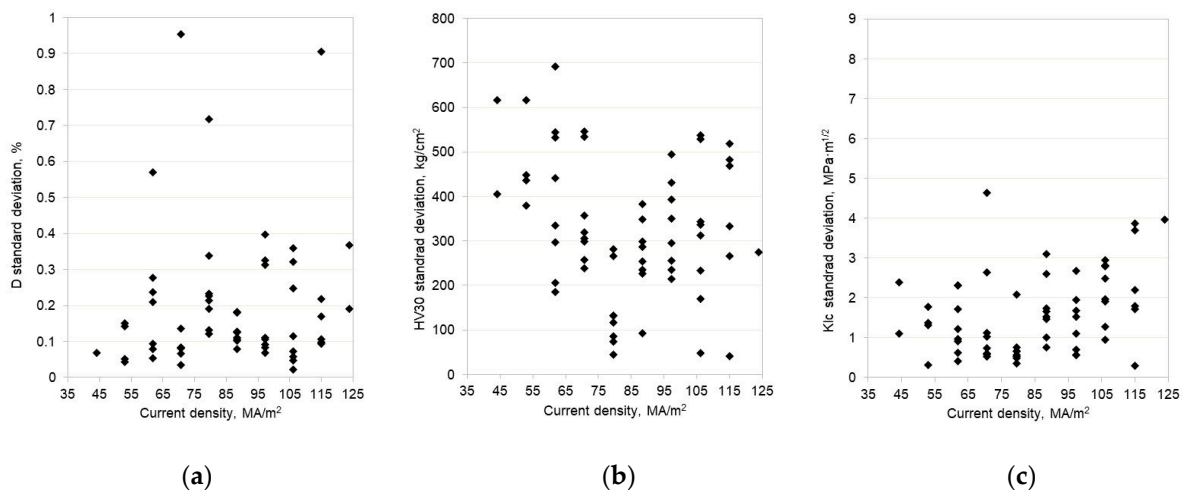 D standard deviation, %
1
0.9
0.8
0.7
0.6
0.5
0.4
0.3
0.2
0.1
0
35 45 55 65 75 85 95 105 115 125
Current density, MA/m²
(a)
HV30 standrad deviation, kg/cm²
800
700
600
500
400
300
200
100
0
35 45 55 65 75 85 95 105 115 125
Current density, MA/m²
(b)
KIc standrad deviation, MPa·m^1/2
9
8
7
6
5
4
3
2
1
0
35 45 55 65 75 85 95 105 115 125
Current density, MA/m²
(c)